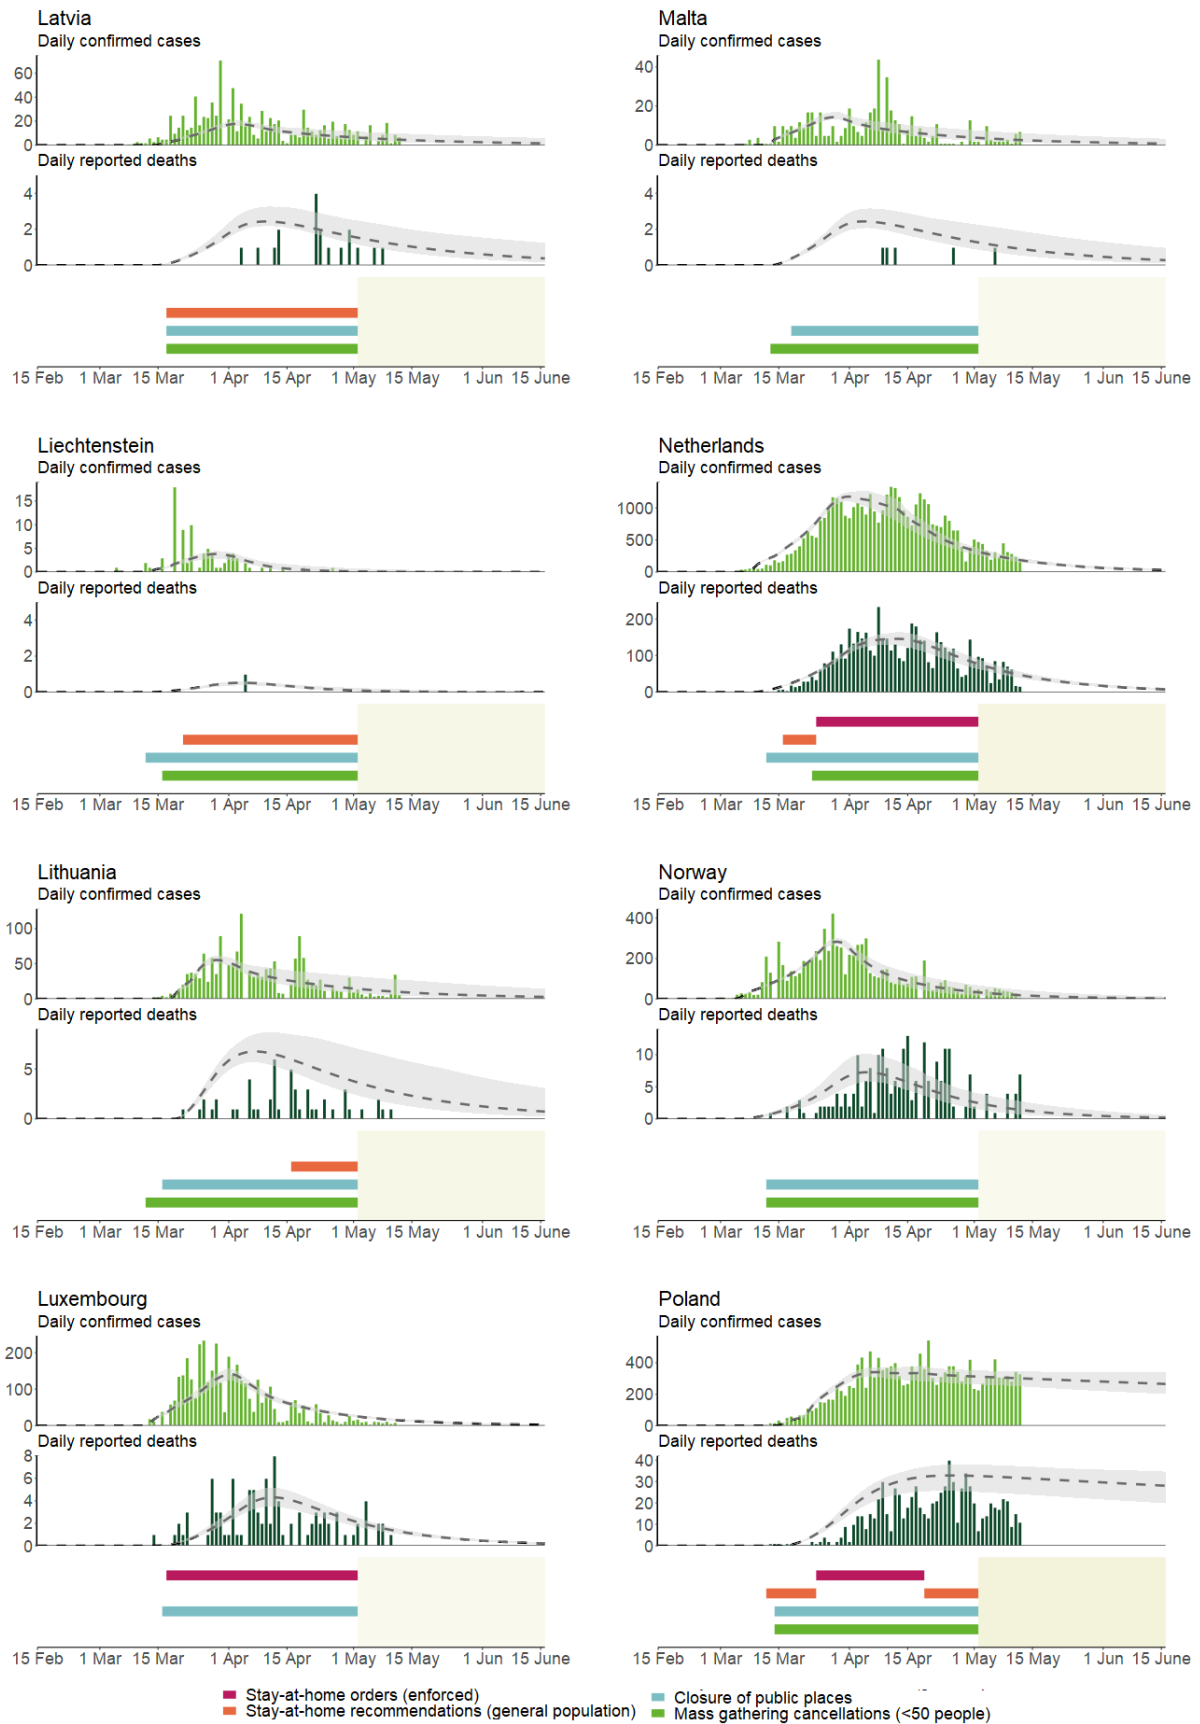 Latvia
Daily confirmed cases
60
40
20
0
Daily reported deaths
4
2
0
15 Feb 1 Mar 15 Mar 1 Apr 15 Apr 1 May 15 May 1 Jun 15 June
Malta
Daily confirmed cases
40
20
0
Daily reported deaths
4
2
0
15 Feb 1 Mar 15 Mar 1 Apr 15 Apr 1 May 15 May 1 Jun 15 June
Liechtenstein
Daily confirmed cases
15
10
5
0
Daily reported deaths
4
2
0
15 Feb 1 Mar 15 Mar 1 Apr 15 Apr 1 May 15 May 1 Jun 15 June
Netherlands
Daily confirmed cases
1000
500
0
Daily reported deaths
200
100
0
15 Feb 1 Mar 15 Mar 1 Apr 15 Apr 1 May 15 May 1 Jun 15 June
Lithuania
Daily confirmed cases
100
50
0
Daily reported deaths
5
0
15 Feb 1 Mar 15 Mar 1 Apr 15 Apr 1 May 15 May 1 Jun 15 June
Norway
Daily confirmed cases
400
200
0
Daily reported deaths
10
5
0
15 Feb 1 Mar 15 Mar 1 Apr 15 Apr 1 May 15 May 1 Jun 15 June
Luxembourg
Daily confirmed cases
200
100
0
Daily reported deaths
8
6
4
2
0
15 Feb 1 Mar 15 Mar 1 Apr 15 Apr 1 May 15 May 1 Jun 15 June
Poland
Daily confirmed cases
400
200
0
Daily reported deaths
40
30
20
10
0
15 Feb 1 Mar 15 Mar 1 Apr 15 Apr 1 May 15 May 1 Jun 15 June
Stay-at-home orders (enforced)
Stay-at-home recommendations (general population)
Closure of public places
Mass gathering cancellations (<50 people)